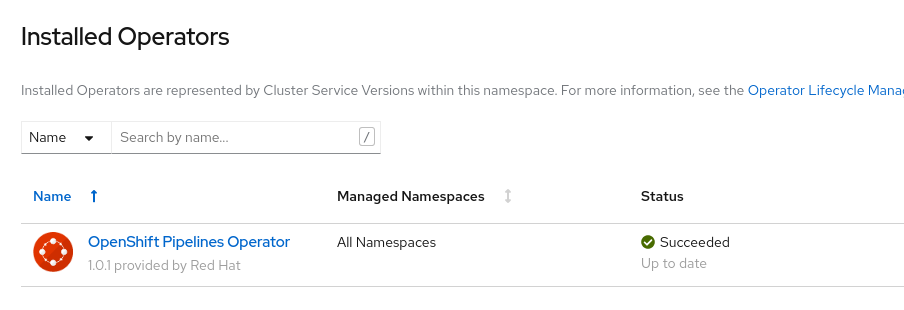 Installed Operators
Installed Operators are represented by Cluster Service Versions within this namespace. For more information, see the Operator Lifecycle Mana
Name Search by name... /
Name Managed Namespaces Status
OpenShift Pipelines Operator All Namespaces Succeeded
1.0.1 provided by Red Hat Up to date